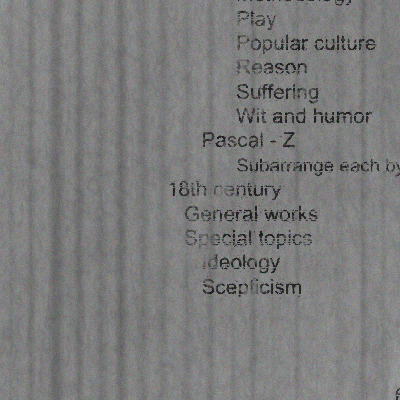 Play
Popular culture
Reason
Suffering
Wit and humor
Pascal - Z
Subarrange each by
18th century
General works
Special topics
Ideology
Scepticism